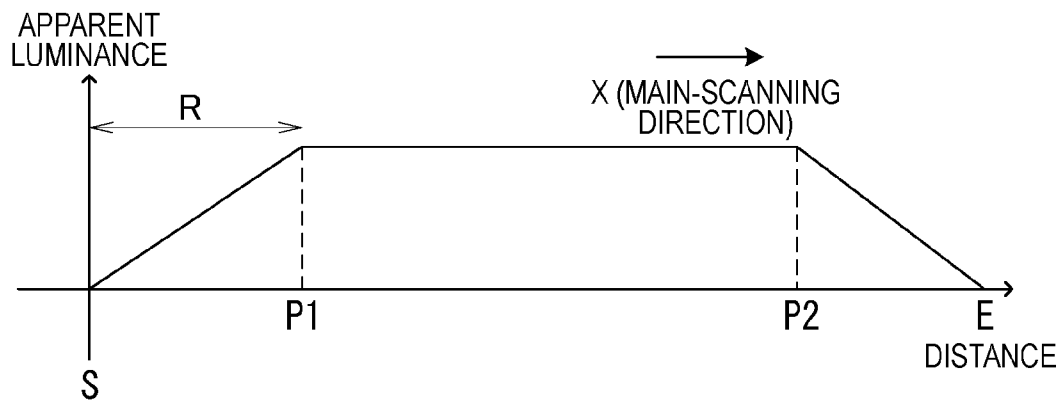 APPARENT
LUMINANCE
R
X (MAIN-SCANNING
DIRECTION)
P1
P2
E
DISTANCE
S